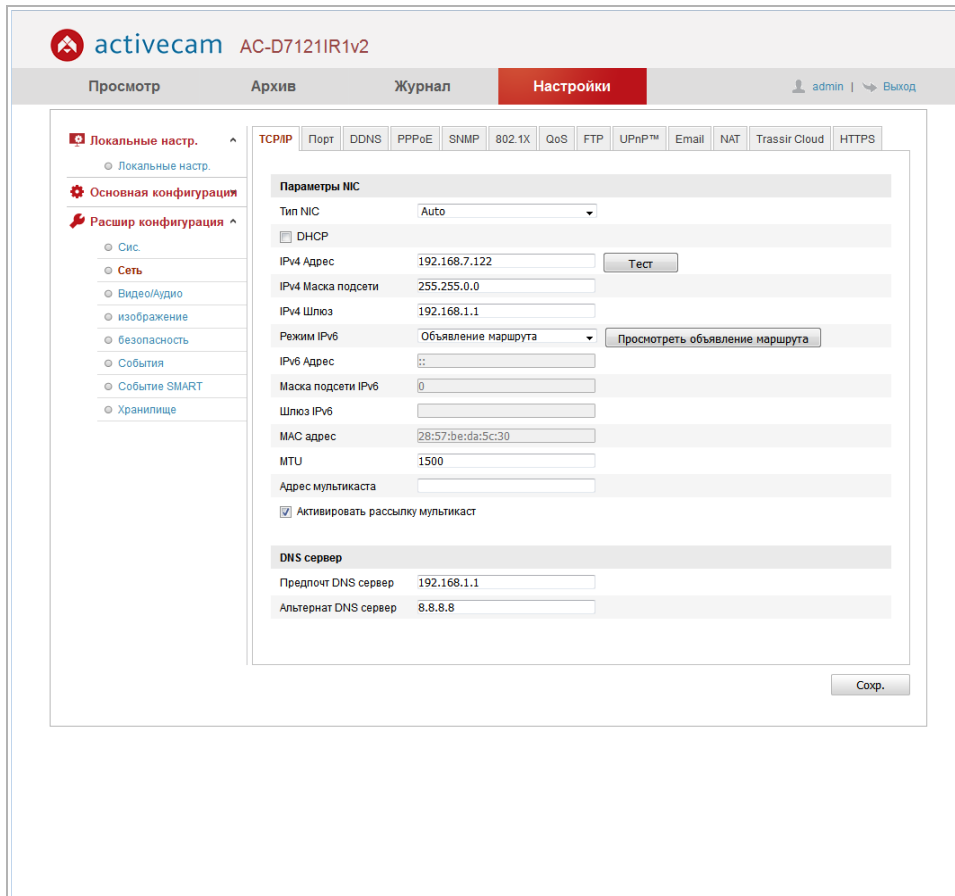 activecam AC-D7121IR1v2
Просмотр Архив Журнал Настройки admin | Выход
Локальные настр.
Локальные настр.
Основная конфигурация
Расшир конфигурация
Сис.
Сеть
Видео/Аудио
изображение
безопасность
События
Событие SMART
Хранилище
TCP/IP Порт DDNS PPPoE SNMP 802.1X QoS FTP UPnP™ Email NAT Trassir Cloud HTTPS
Параметры NIC
Тип NIC Auto
DHCP
IPv4 Адрес 192.168.7.122 Тест
IPv4 Маска подсети 255.255.0.0
IPv4 Шлюз 192.168.1.1
Режим IPv6 Объявление маршрута Просмотреть объявление маршрута
IPv6 Адрес ::
Маска подсети IPv6 0
Шлюз IPv6
MAC адрес 28:57:be:da:5c:30
MTU 1500
Адрес мультикаста
Активировать рассылку мультикаст
DNS сервер
Предпочт DNS сервер 192.168.1.1
Альтернат DNS сервер 8.8.8.8
Сохр.